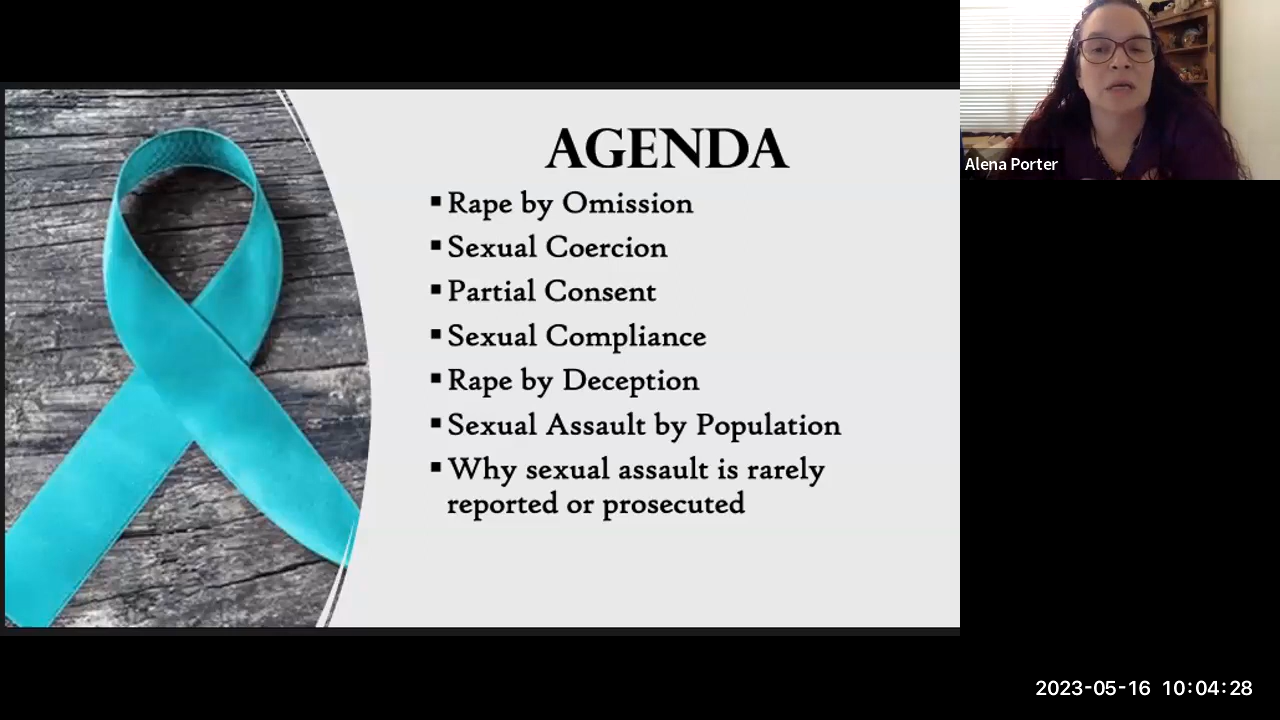 AGENDA
▪ Rape by Omission
▪ Sexual Coercion
▪ Partial Consent
▪ Sexual Compliance
▪ Rape by Deception
▪ Sexual Assault by Population
▪ Why sexual assault is rarely
reported or prosecuted
Alena Porter
2023-05-16 10:04:28